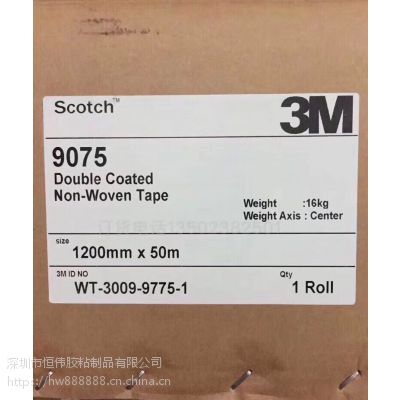 Scotch™
3M
9075
Double Coated
Non-Woven Tape
Weight :16kg
Weight Axis : Center
size
1200mm x 50m
3M ID NO
WT-3009-9775-1
Qty
1 Roll
深圳市恒伟胶粘制品有限公司
https://hw888888.cn.china.cn